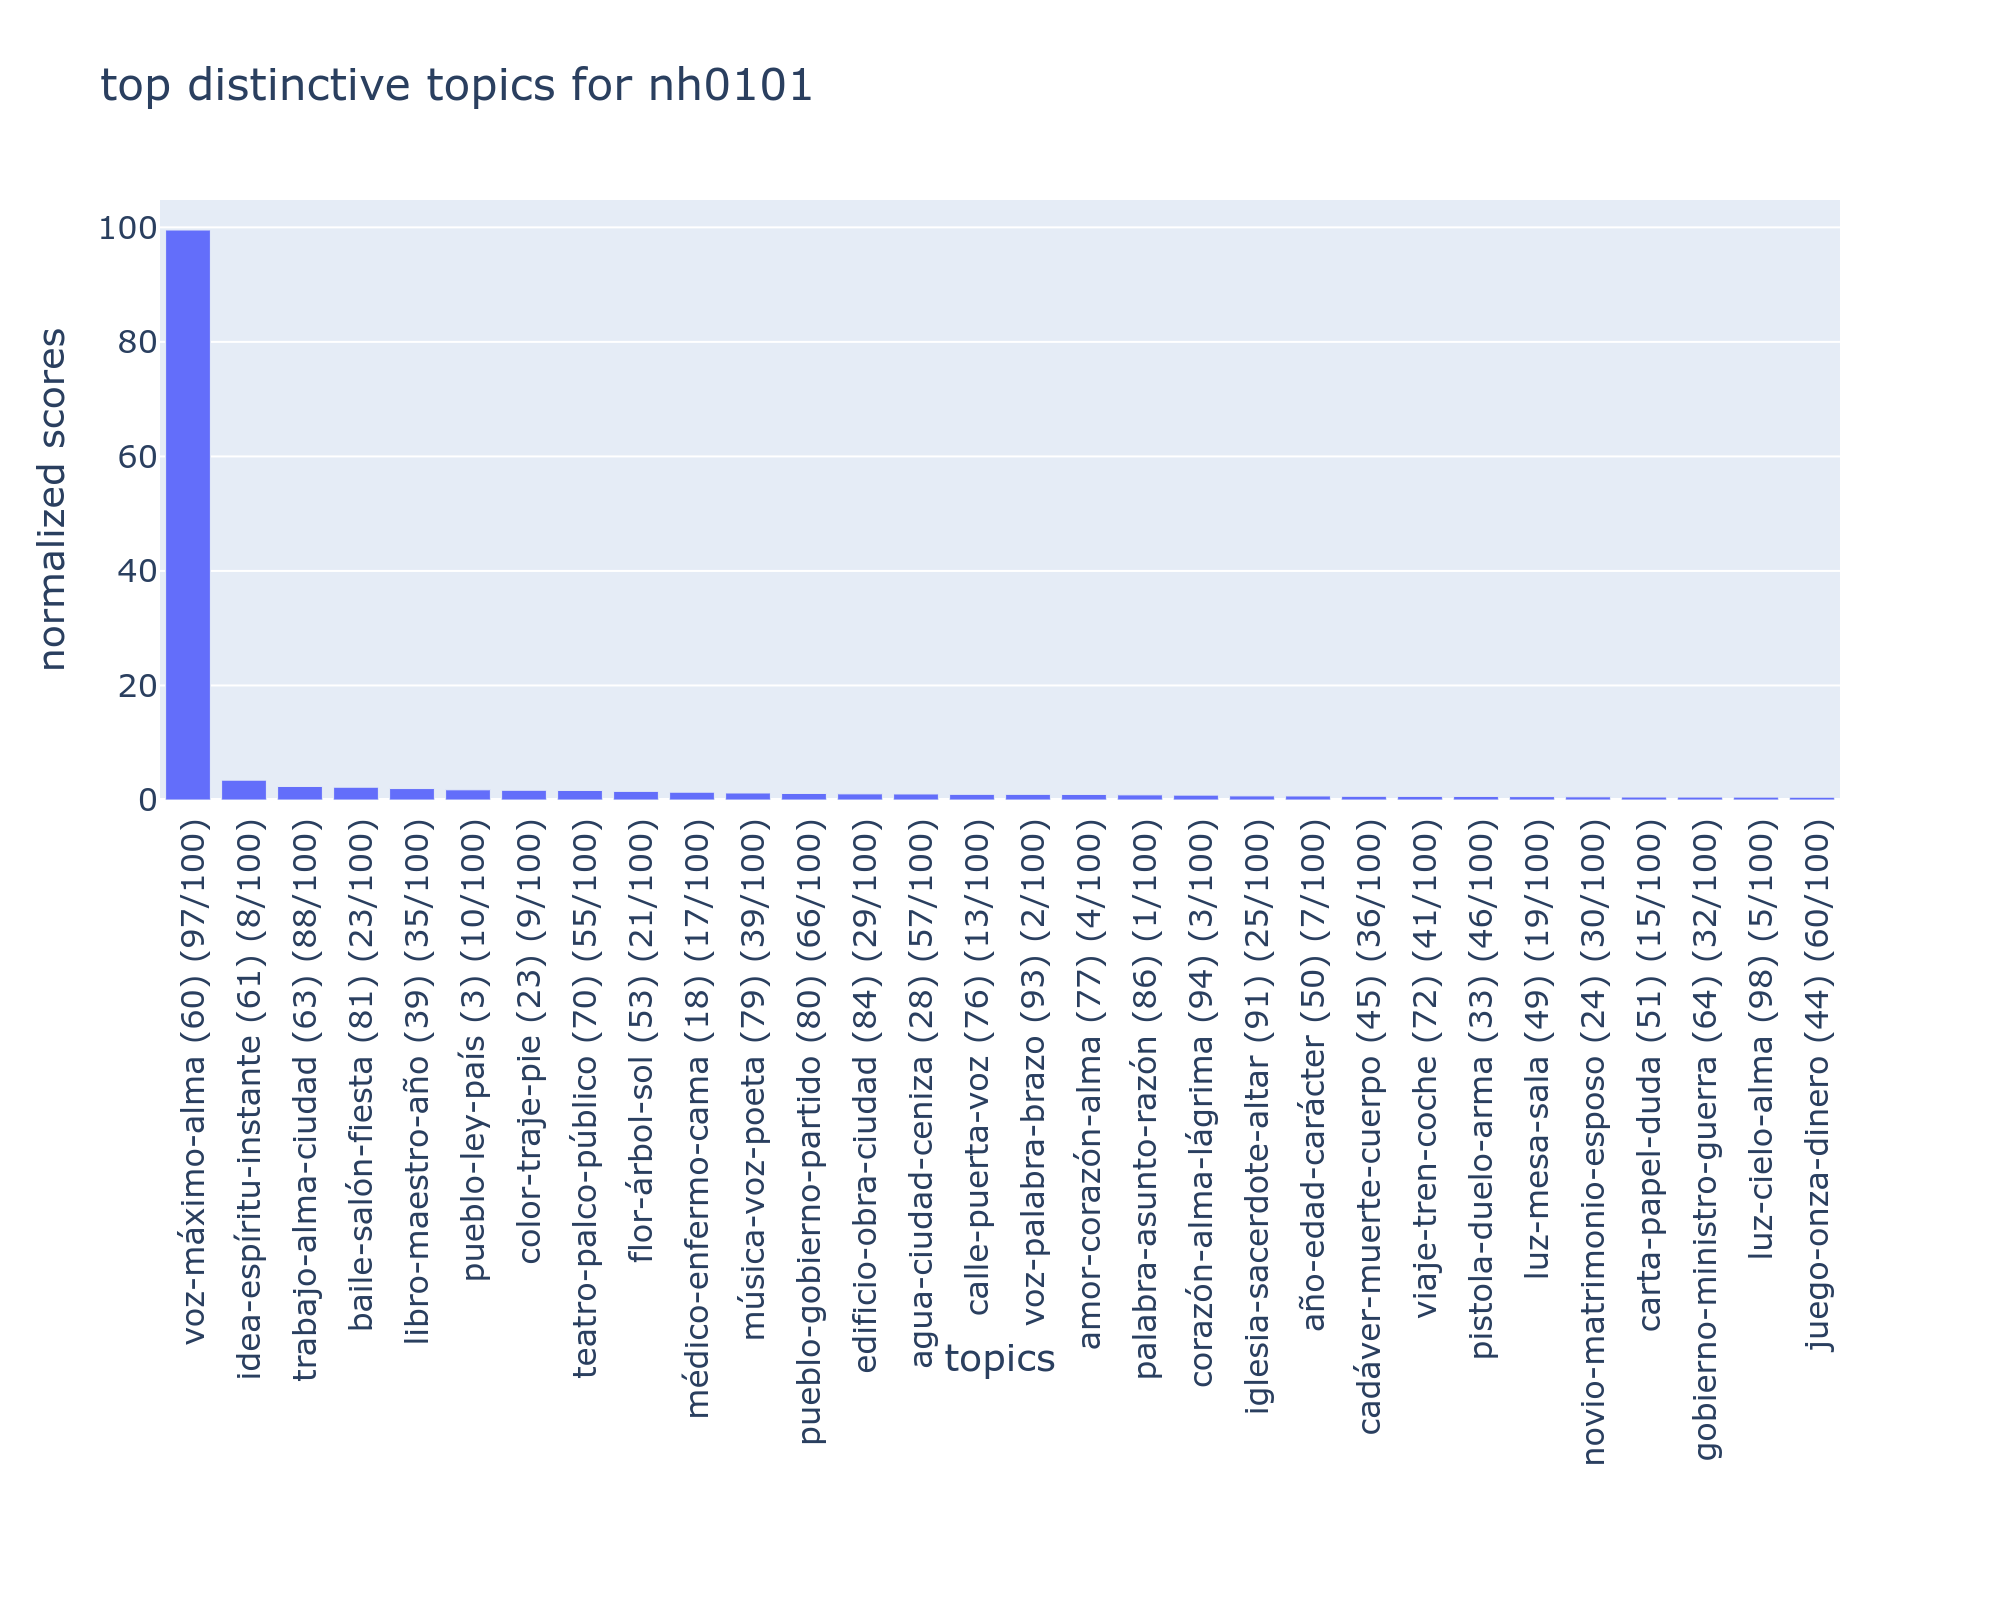 top distinctive topics for nh0101
normalized scores
100
80
60
40
20
0
voz-máximo-alma (60) (97/100)
idea-espíritu-instante (61) (8/100)
trabajo-alma-ciudad (63) (88/100)
baile-salón-fiesta (81) (23/100)
libro-maestro-año (39) (35/100)
pueblo-ley-país (3) (10/100)
color-traje-pie (23) (9/100)
teatro-palco-público (70) (55/100)
flor-árbol-sol (53) (21/100)
médico-enfermo-cama (18) (17/100)
música-voz-poeta (79) (39/100)
pueblo-gobierno-partido (80) (66/100)
edificio-obra-ciudad (84) (29/100)
agua-ciudad-ceniza (28) (57/100)
calle-puerta-voz (76) (13/100)
voz-palabra-brazo (93) (2/100)
amor-corazón-alma (77) (4/100)
palabra-asunto-razón (86) (1/100)
corazón-alma-lágrima (94) (3/100)
iglesia-sacerdote-altar (91) (25/100)
año-edad-carácter (50) (7/100)
cadáver-muerte-cuerpo (45) (36/100)
viaje-tren-coche (72) (41/100)
pistola-duelo-arma (33) (46/100)
luz-mesa-sala (49) (19/100)
novio-matrimonio-esposo (24) (30/100)
carta-papel-duda (51) (15/100)
gobierno-ministro-guerra (64) (32/100)
luz-cielo-alma (98) (5/100)
juego-onza-dinero (44) (60/100)
topics